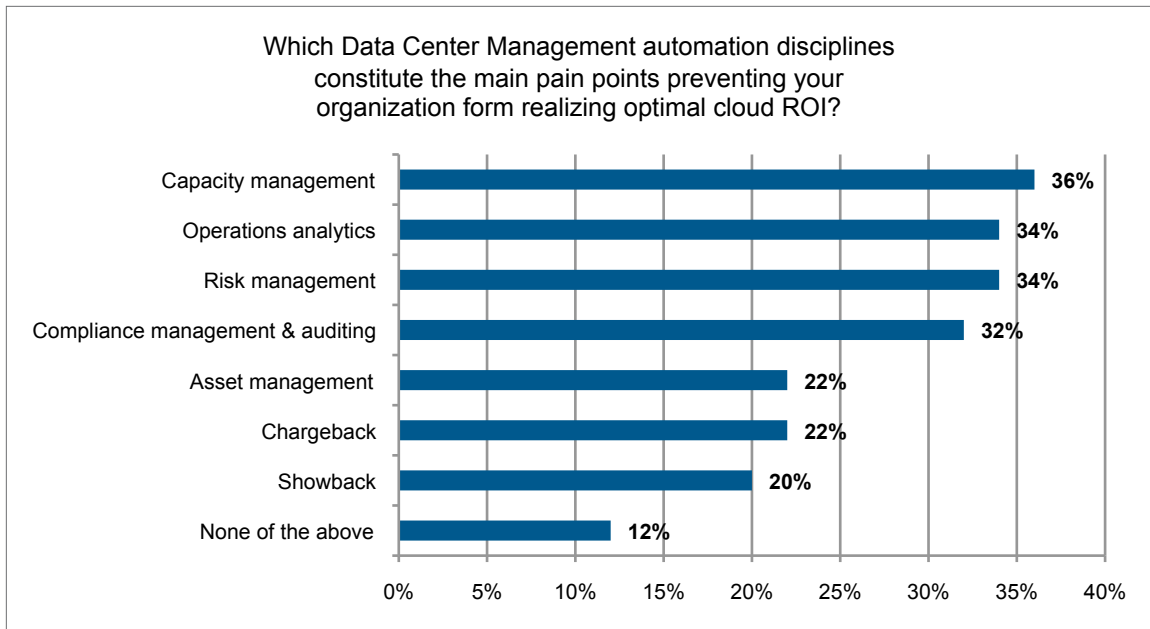 Which Data Center Management automation disciplines
constitute the main pain points preventing your
organization form realizing optimal cloud ROI?
Capacity management 36%
Operations analytics 34%
Risk management 34%
Compliance management & auditing 32%
Asset management 22%
Chargeback 22%
Showback 20%
None of the above 12%
0% 5% 10% 15% 20% 25% 30% 35% 40%